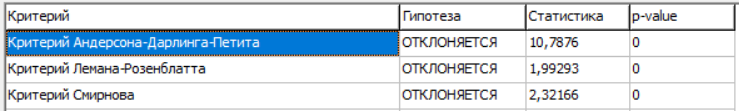 Критерий Гипотеза Статистика p-value
Критерий Андерсона-Дарлинга-Петита ОТКЛОНЯЕТСЯ 10,7876 0
Критерий Лемана-Розенблатта ОТКЛОНЯЕТСЯ 1,99293 0
Критерий Смирнова ОТКЛОНЯЕТСЯ 2,32166 0